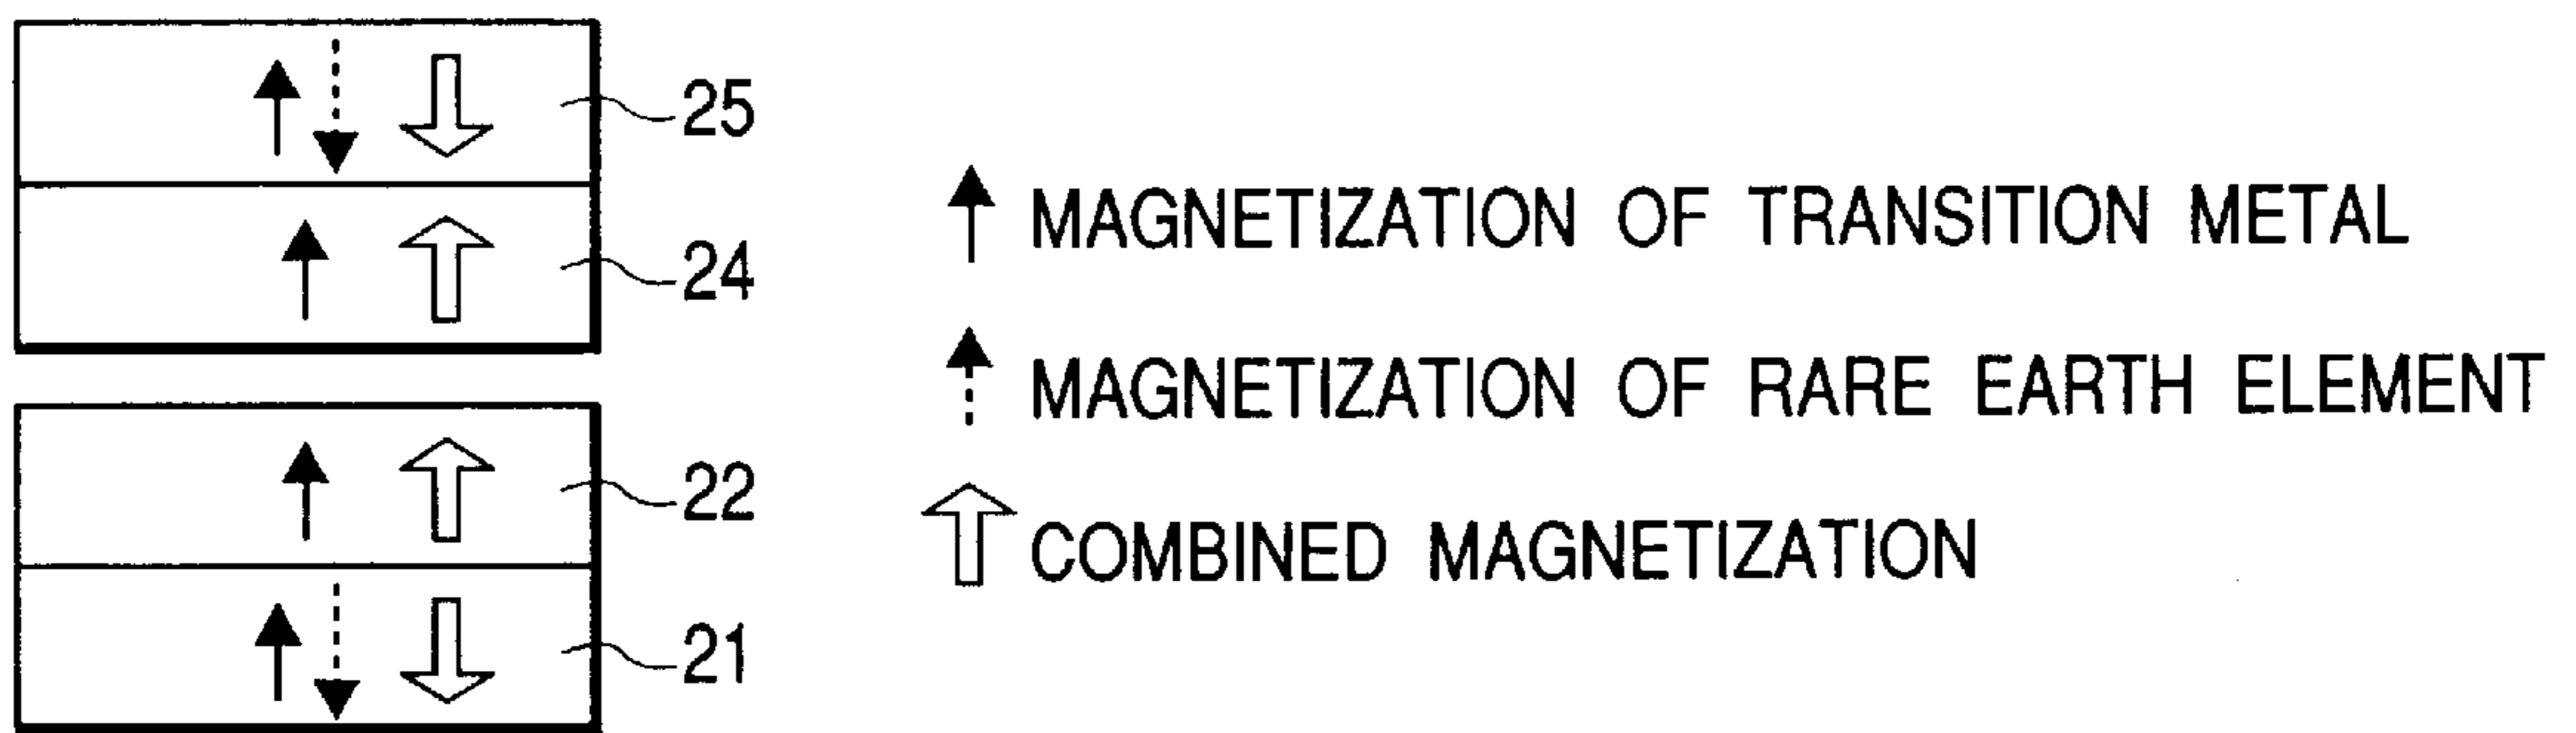 25
24
22
21
MAGNETIZATION OF TRANSITION METAL
MAGNETIZATION OF RARE EARTH ELEMENT
COMBINED MAGNETIZATION